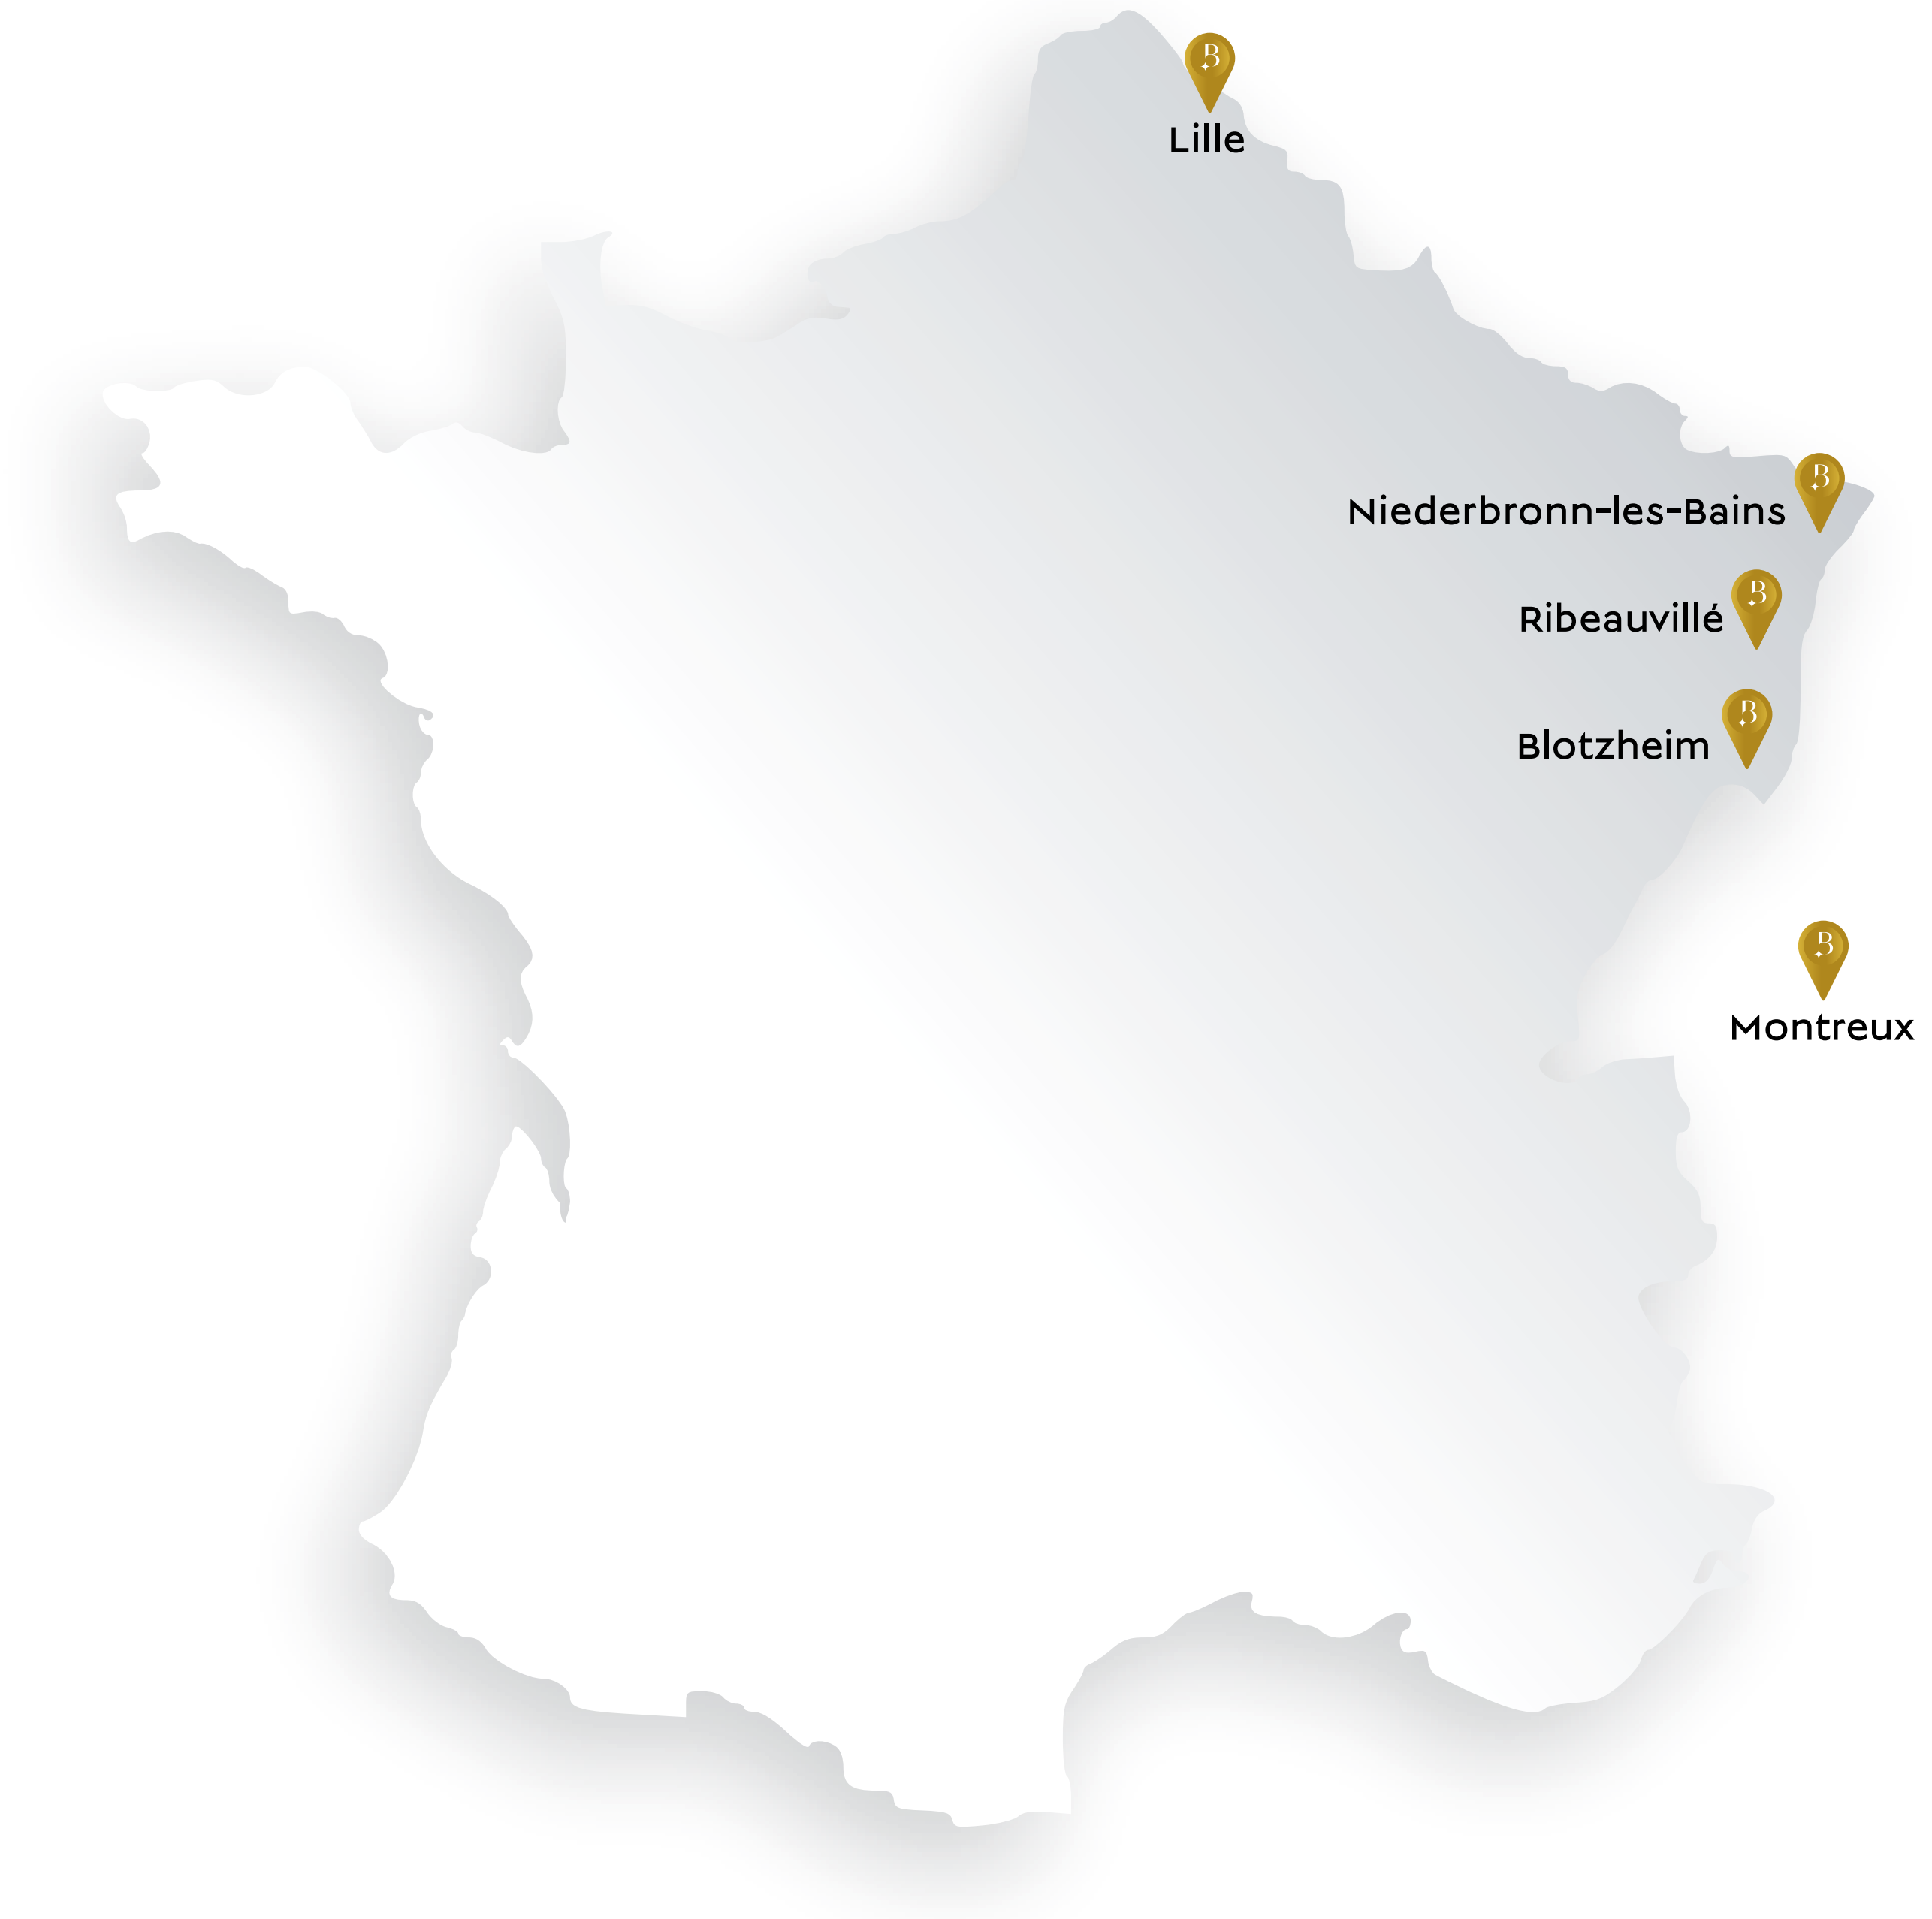 B
Lille
B
Niederbronn-les-Bains
B
Ribeauvillé
B
Blotzheim
B
Montreux